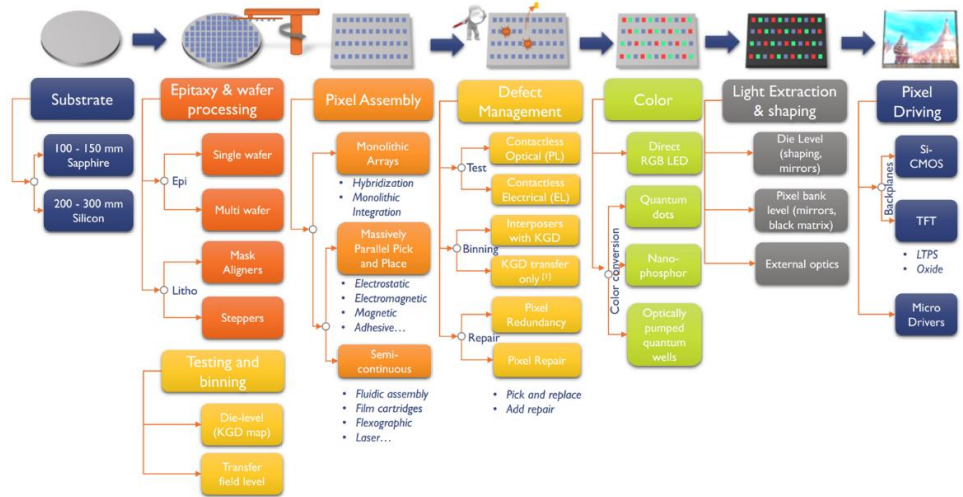 Substrate
100 - 150 mm
Sapphire
200 - 300 mm
Silicon
Epitaxy & wafer
processing
Epi
Single wafer
Multi wafer
Litho
Mask
Aligners
Steppers
Testing and
binning
Die-level
(KGD map)
Transfer
field level
Pixel Assembly
Monolithic
Arrays
• Hybridization
• Monolithic
Integration
Massively
Parallel Pick
and Place
• Electrostatic
• Electromagnetic
• Magnetic
• Adhesive…
Semi-
continuous
• Fluidic assembly
• Film cartridges
• Flexographic
• Laser…
Defect
Management
Test
Contactless
Optical (PL)
Contactless
Electrical (EL)
Binning
Interposers
with KGD
KGD transfer
only [1]
Repair
Pixel
Redundancy
Pixel Repair
• Pick and replace
• Add repair
Color
Direct
RGB LED
Color conversion
Quantum
dots
Nano-
phosphor
Optically
pumped
quantum
wells
Light Extraction
& shaping
Die Level
(shaping,
mirrors)
Pixel bank
level (mirrors,
black matrix)
External optics
Pixel
Driving
Backplanes
Si-
CMOS
TFT
• LTPS
• Oxide
Micro
Drivers